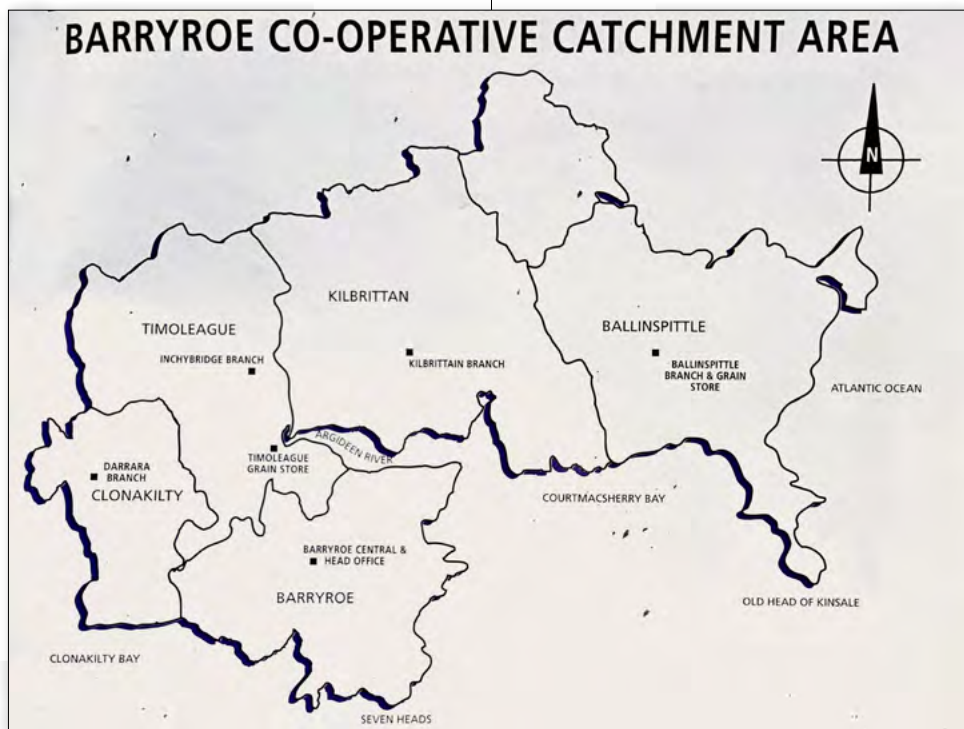 BARRYROE CO-OPERATIVE CATCHMENT AREA
N
KILBRITTAN
TIMOLEAGUE
BALLINSPITTLE
INCHYBRIDGE BRANCH
KILBRITTAIN BRANCH
BALLINSPITTLE
BRANCH & GRAIN
STORE
ATLANTIC OCEAN
ARGIDEEN RIVER
TIMOLEAGUE
GRAIN STORE
DARRARA
BRANCH
CLONAKILTY
COURTMACSHERRY BAY
BARRYROE CENTRAL &
HEAD OFFICE
BARRYROE
OLD HEAD OF KINSALE
CLONAKILTY BAY
SEVEN HEADS